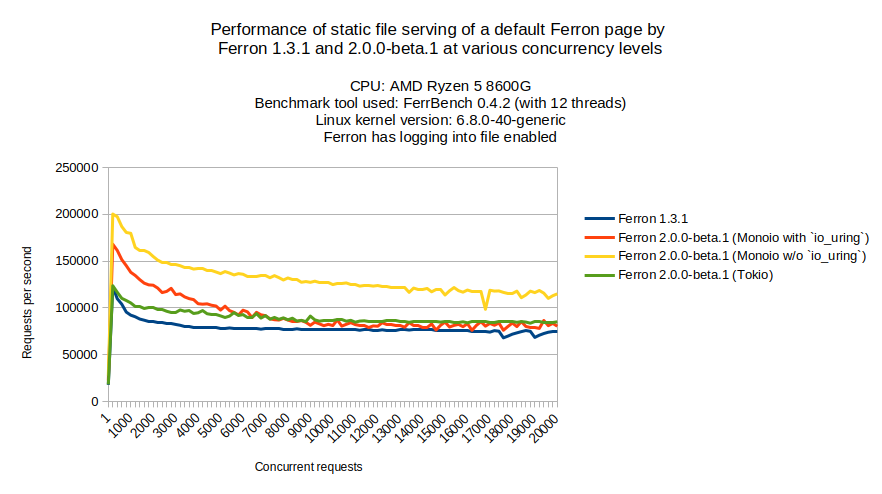 Performance of static file serving of a default Ferron page by
Ferron 1.3.1 and 2.0.0-beta.1 at various concurrency levels
CPU: AMD Ryzen 5 8600G
Benchmark tool used: FerrBench 0.4.2 (with 12 threads)
Linux kernel version: 6.8.0-40-generic
Ferron has logging into file enabled
250000
200000
150000
100000
50000
0
Requests per second
1
1000
2000
3000
4000
5000
6000
7000
8000
9000
10000
11000
12000
13000
14000
15000
16000
17000
18000
19000
20000
Concurrent requests
Ferron 1.3.1
Ferron 2.0.0-beta.1 (Monoio with `io_uring`)
Ferron 2.0.0-beta.1 (Monoio w/o `io_uring`)
Ferron 2.0.0-beta.1 (Tokio)